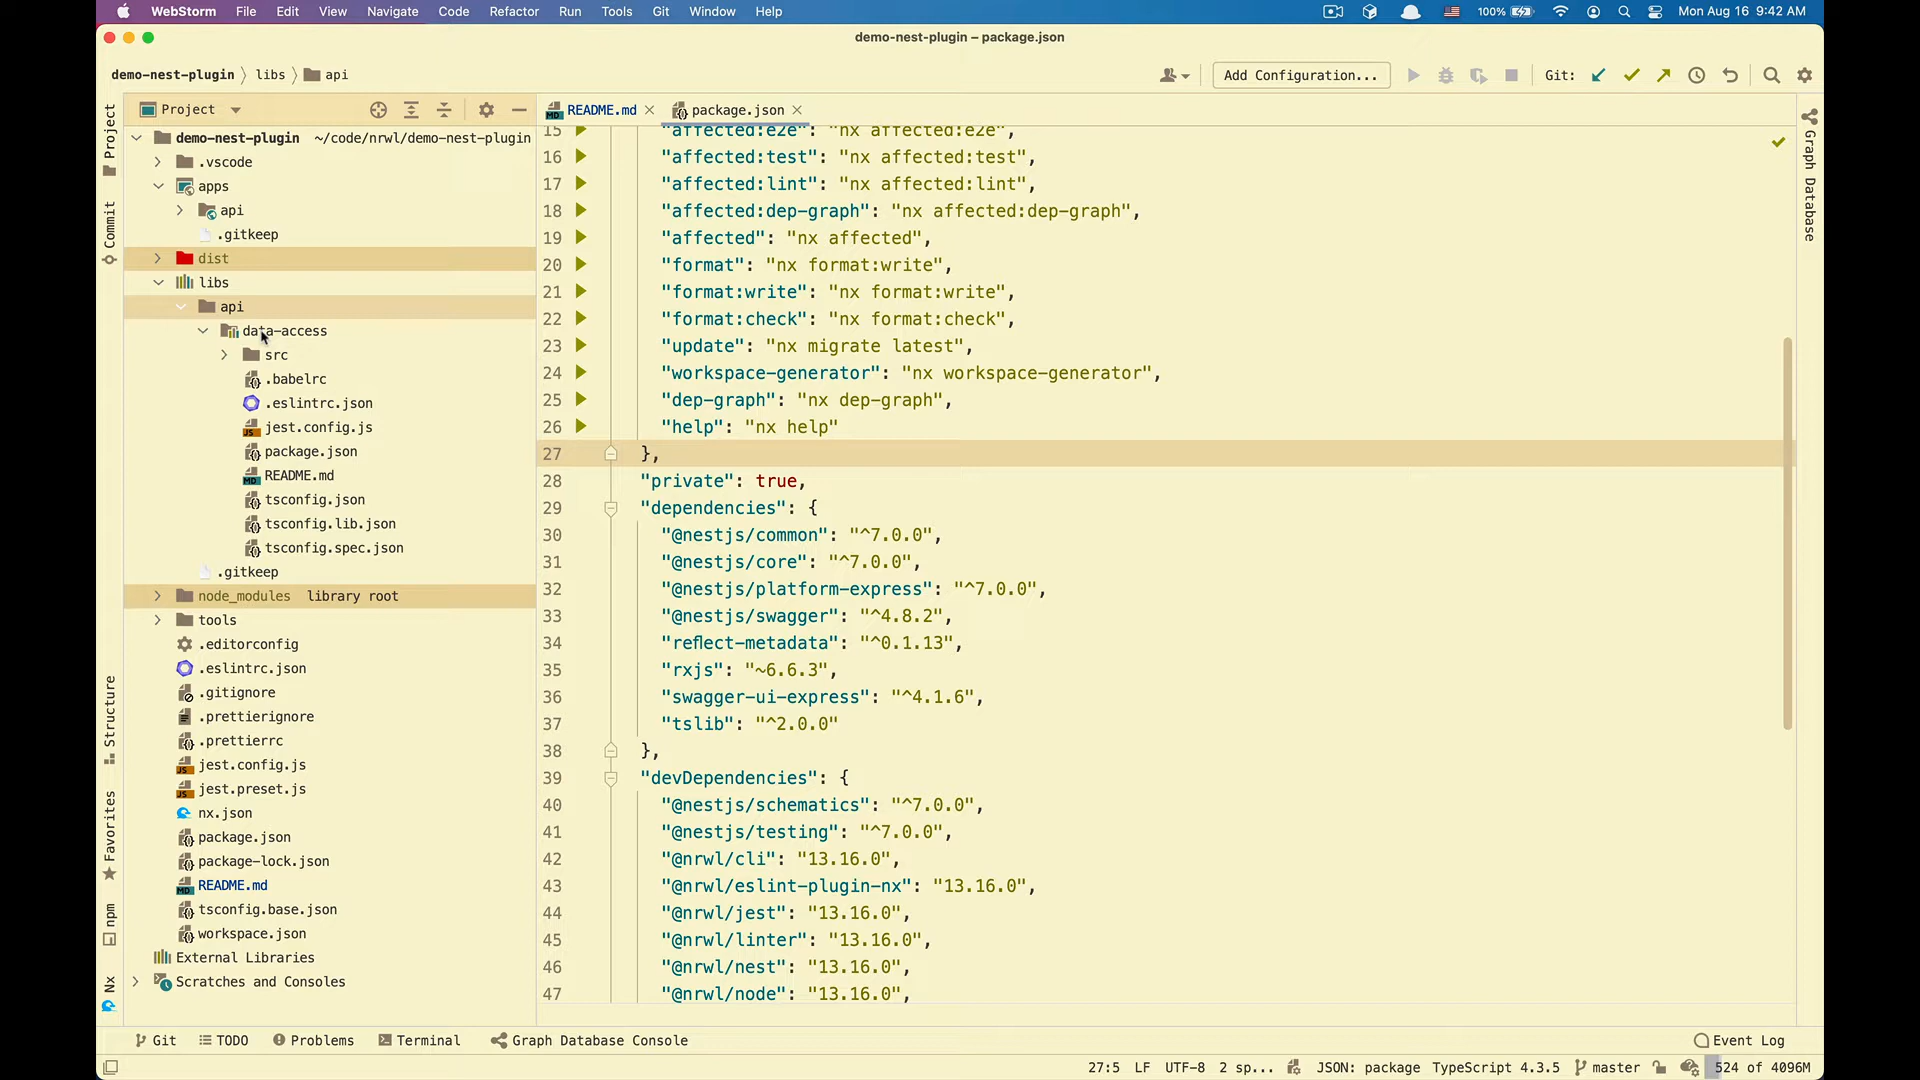 WebStorm File Edit View Navigate Code Refactor Run Tools Git Window Help 100% Mon Aug 16 9:42 AM
demo-nest-plugin – package.json
demo-nest-plugin 〉 libs 〉 api
Add Configuration...
Git:
Project
README.md
package.json
Project
Commit
Structure
Favorites
npm
Nx
demo-nest-plugin ~/code/nrwl/demo-nest-plugin
.vscode
apps
api
.gitkeep
dist
libs
api
data-access
src
.babelrc
.eslintrc.json
jest.config.js
package.json
README.md
tsconfig.json
tsconfig.lib.json
tsconfig.spec.json
.gitkeep
node_modules library root
tools
.editorconfig
.eslintrc.json
.gitignore
.prettierignore
.prettierrc
jest.config.js
jest.preset.js
nx.json
package.json
package-lock.json
README.md
tsconfig.base.json
workspace.json
External Libraries
Scratches and Consoles
15 "affected:e2e": "nx affected:e2e",
16 "affected:test": "nx affected:test",
17 "affected:lint": "nx affected:lint",
18 "affected:dep-graph": "nx affected:dep-graph",
19 "affected": "nx affected",
20 "format": "nx format:write",
21 "format:write": "nx format:write",
22 "format:check": "nx format:check",
23 "update": "nx migrate latest",
24 "workspace-generator": "nx workspace-generator",
25 "dep-graph": "nx dep-graph",
26 "help": "nx help"
27 },
28 "private": true,
29 "dependencies": {
30 "@nestjs/common": "^7.0.0",
31 "@nestjs/core": "^7.0.0",
32 "@nestjs/platform-express": "^7.0.0",
33 "@nestjs/swagger": "^4.8.2",
34 "reflect-metadata": "^0.1.13",
35 "rxjs": "~6.6.3",
36 "swagger-ui-express": "^4.1.6",
37 "tslib": "^2.0.0"
38 },
39 "devDependencies": {
40 "@nestjs/schematics": "^7.0.0",
41 "@nestjs/testing": "^7.0.0",
42 "@nrwl/cli": "13.16.0",
43 "@nrwl/eslint-plugin-nx": "13.16.0",
44 "@nrwl/jest": "13.16.0",
45 "@nrwl/linter": "13.16.0",
46 "@nrwl/nest": "13.16.0",
47 "@nrwl/node": "13.16.0",
Graph Database
Git TODO Problems Terminal Graph Database Console Event Log
27:5 LF UTF-8 2 sp... JSON: package TypeScript 4.3.5 master 524 of 4096M